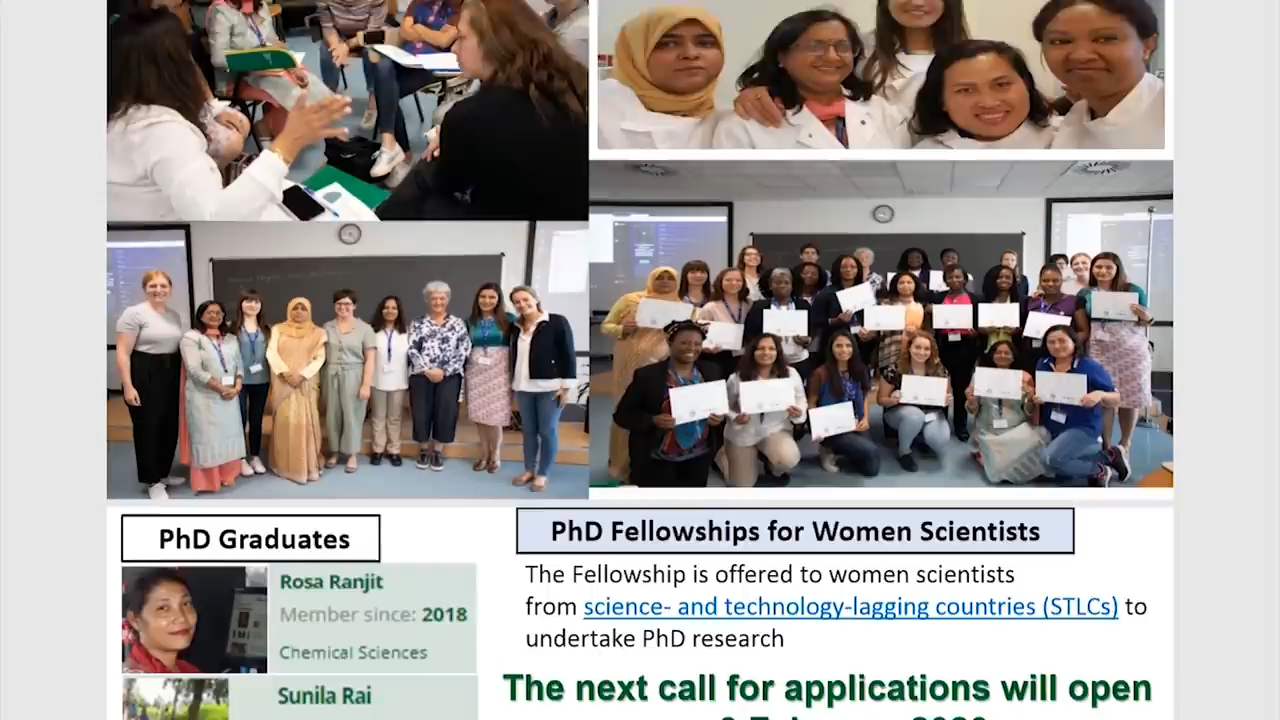 PhD Graduates
Rosa Ranjit
Member since: 2018
Chemical Sciences
Sunila Rai
PhD Fellowships for Women Scientists
The Fellowship is offered to women scientists
from science- and technology-lagging countries (STLCs) to
undertake PhD research
The next call for applications will open